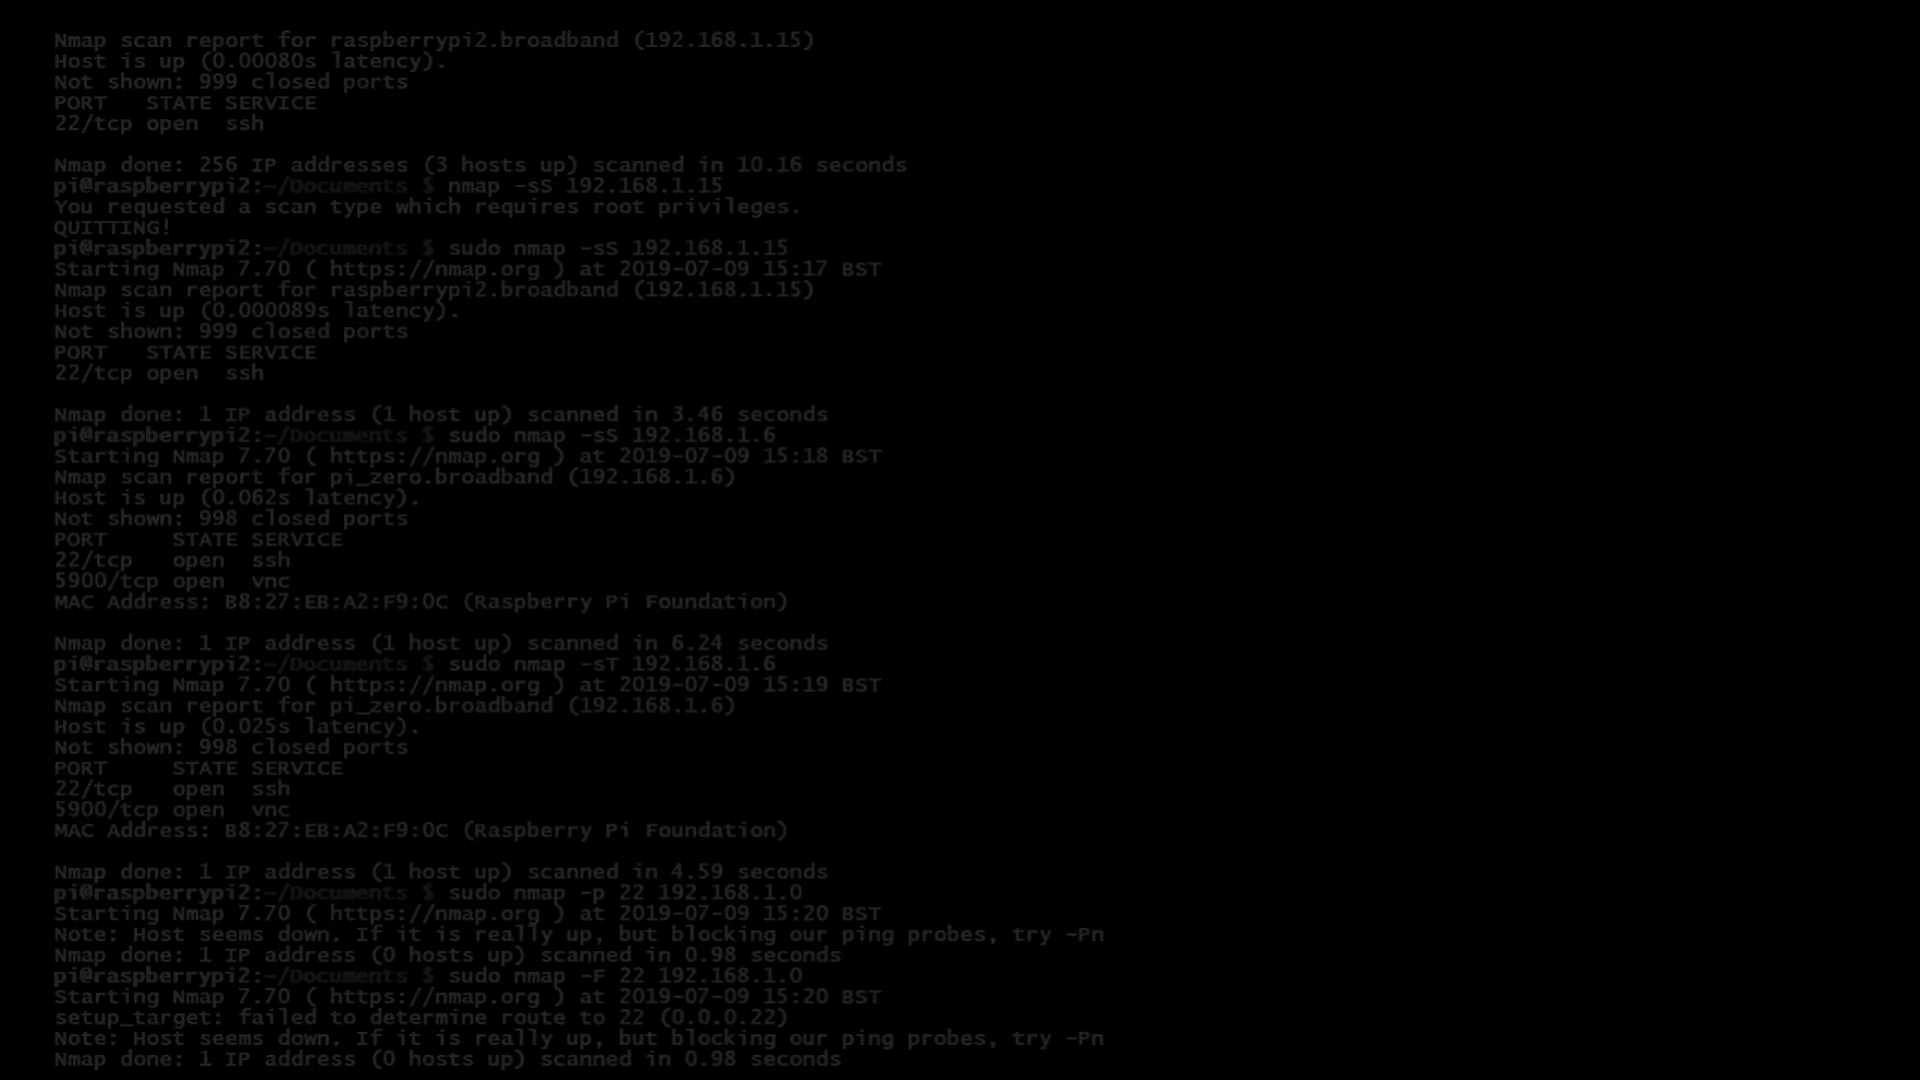 Nmap scan report for raspberrypi2.broadband (192.168.1.15)
Host is up (0.00080s latency).
Not shown: 999 closed ports
PORT   STATE SERVICE
22/tcp open  ssh
Nmap done: 256 IP addresses (3 hosts up) scanned in 10.16 seconds
pi@raspberrypi2:~/Documents $ nmap -sS 192.168.1.15
You requested a scan type which requires root privileges.
QUITTING!
pi@raspberrypi2:~/Documents $ sudo nmap -sS 192.168.1.15
Starting Nmap 7.70 ( https://nmap.org ) at 2019-07-09 15:17 BST
Nmap scan report for raspberrypi2.broadband (192.168.1.15)
Host is up (0.000089s latency).
Not shown: 999 closed ports
PORT   STATE SERVICE
22/tcp open  ssh
Nmap done: 1 IP address (1 host up) scanned in 3.46 seconds
pi@raspberrypi2:~/Documents $ sudo nmap -sS 192.168.1.6
Starting Nmap 7.70 ( https://nmap.org ) at 2019-07-09 15:18 BST
Nmap scan report for pi_zero.broadband (192.168.1.6)
Host is up (0.062s latency).
Not shown: 998 closed ports
PORT     STATE SERVICE
22/tcp   open  ssh
5900/tcp open  vnc
MAC Address: B8:27:EB:A2:F9:0C (Raspberry Pi Foundation)
Nmap done: 1 IP address (1 host up) scanned in 6.24 seconds
pi@raspberrypi2:~/Documents $ sudo nmap -sT 192.168.1.6
Starting Nmap 7.70 ( https://nmap.org ) at 2019-07-09 15:19 BST
Nmap scan report for pi_zero.broadband (192.168.1.6)
Host is up (0.025s latency).
Not shown: 998 closed ports
PORT     STATE SERVICE
22/tcp   open  ssh
5900/tcp open  vnc
MAC Address: B8:27:EB:A2:F9:0C (Raspberry Pi Foundation)
Nmap done: 1 IP address (1 host up) scanned in 4.59 seconds
pi@raspberrypi2:~/Documents $ sudo nmap -p 22 192.168.1.0
Starting Nmap 7.70 ( https://nmap.org ) at 2019-07-09 15:20 BST
Note: Host seems down. If it is really up, but blocking our ping probes, try -Pn
Nmap done: 1 IP address (0 hosts up) scanned in 0.98 seconds
pi@raspberrypi2:~/Documents $ sudo nmap -F 22 192.168.1.0
Starting Nmap 7.70 ( https://nmap.org ) at 2019-07-09 15:20 BST
setup_target: failed to determine route to 22 (0.0.0.22)
Note: Host seems down. If it is really up, but blocking our ping probes, try -Pn
Nmap done: 1 IP address (0 hosts up) scanned in 0.98 seconds